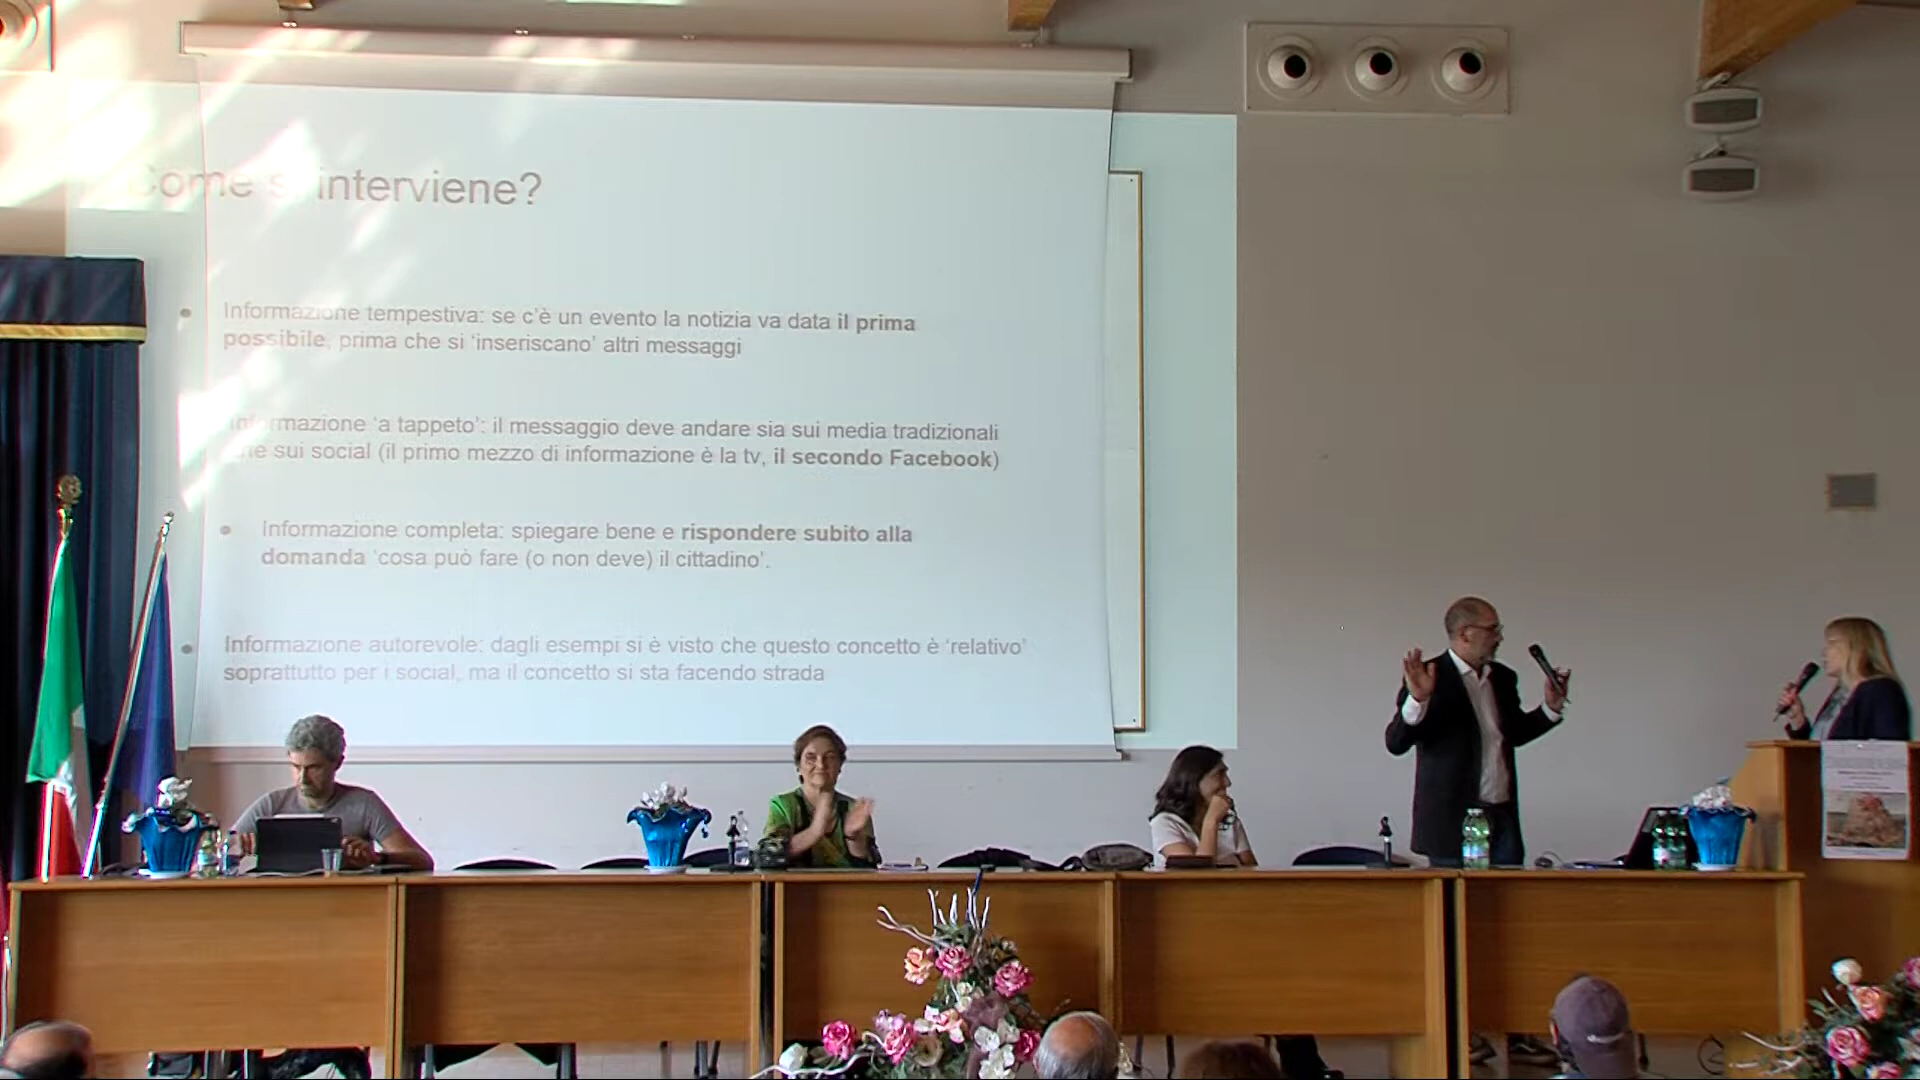 Come si interviene?
Informazione tempestiva: se c'è un evento la notizia va data il prima
possibile, prima che si 'inseriscano' altri messaggi
Informazione 'a tappeto': il messaggio deve andare sia sui media tradizionali
che sui social (il primo mezzo di informazione è la tv, il secondo Facebook)
Informazione completa: spiegare bene e rispondere subito alla
domanda 'cosa può fare (o non deve) il cittadino'.
Informazione autorevole: dagli esempi si è visto che questo concetto è 'relativo'
soprattutto per i social, ma il concetto si sta facendo strada